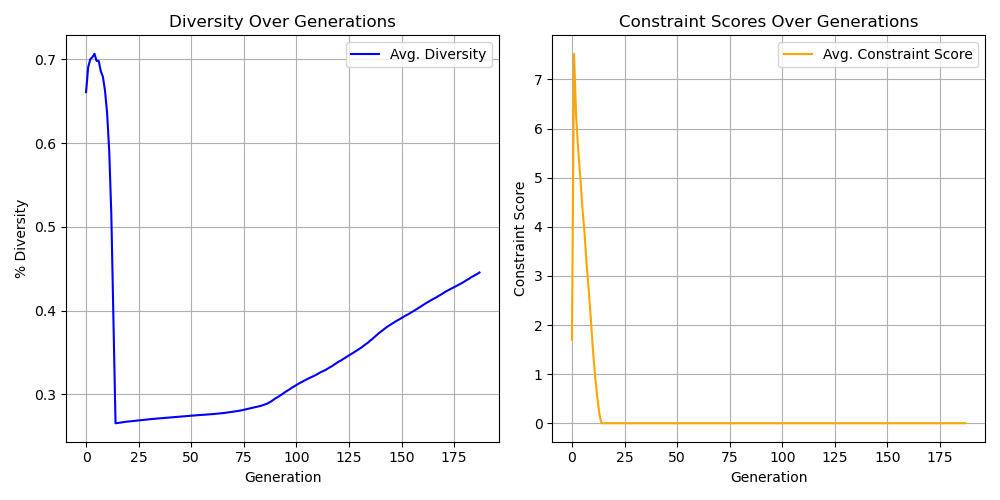 Diversity Over Generations
Avg. Diversity
% Diversity
0.7
0.6
0.5
0.4
0.3
0 25 50 75 100 125 150 175
Generation
Constraint Scores Over Generations
Avg. Constraint Score
Constraint Score
7
6
5
4
3
2
1
0
0 25 50 75 100 125 150 175
Generation